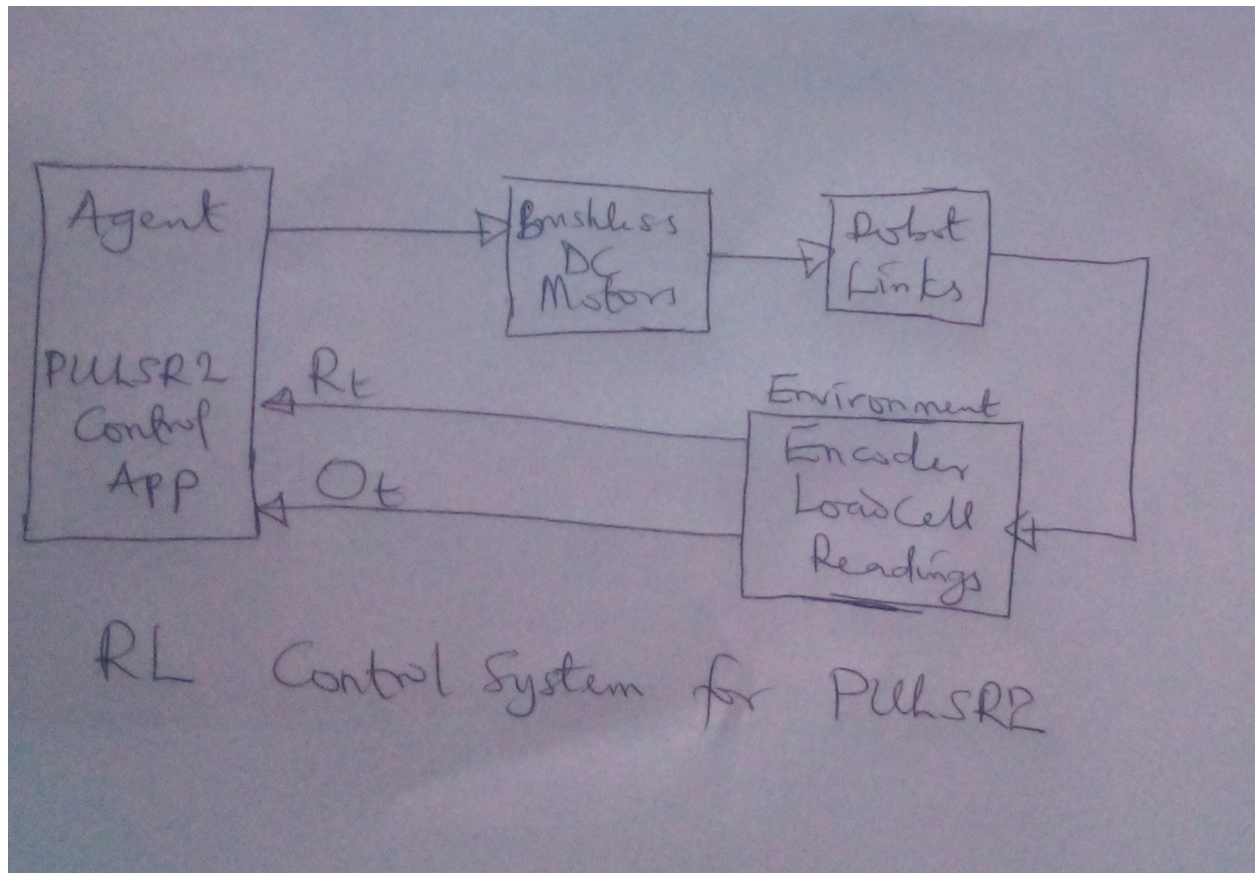 Agent
PULSR2
Control
App
Brushless
DC
Motors
Robot
Links
Rt
Ot
Environment
Encoder
LoadCell
Readings
RL Control System for PULSR2